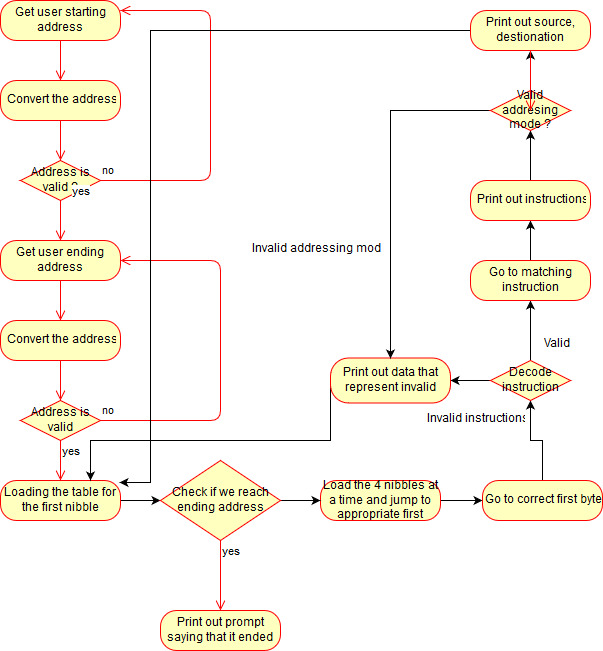 Get user starting
address
Convert the address
Address is
valid ?
no
yes
Get user ending
address
Convert the address
Address is
valid
no
yes
Loading the table for
the first nibble
Check if we reach
ending address
yes
Print out prompt
saying that it ended
Load the 4 nibbles at
a time and jump to
appropriate first
Go to correct first byte
Decode
instruction
Invalid instructions
Valid
Print out data that
represent invalid
Go to matching
instruction
Print out instructions
Valid
addresing
mode ?
Invalid addressing mod
Print out source,
destionation